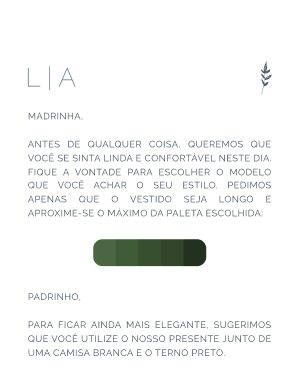 L|A
MADRINHA,
ANTES DE QUALQUER COISA, QUEREMOS QUE
VOCÊ SE SINTA LINDA E CONFORTÁVEL NESTE DIA.
FIQUE A VONTADE PARA ESCOLHER O MODELO
QUE VOCÊ ACHAR O SEU ESTILO. PEDIMOS
APENAS QUE O VESTIDO SEJA LONGO E
APROXIME-SE O MÁXIMO DA PALETA ESCOLHIDA:
PADRINHO,
PARA FICAR AINDA MAIS ELEGANTE, SUGERIMOS
QUE VOCÊ UTILIZE O NOSSO PRESENTE JUNTO DE
UMA CAMISA BRANCA E O TERNO PRETO.